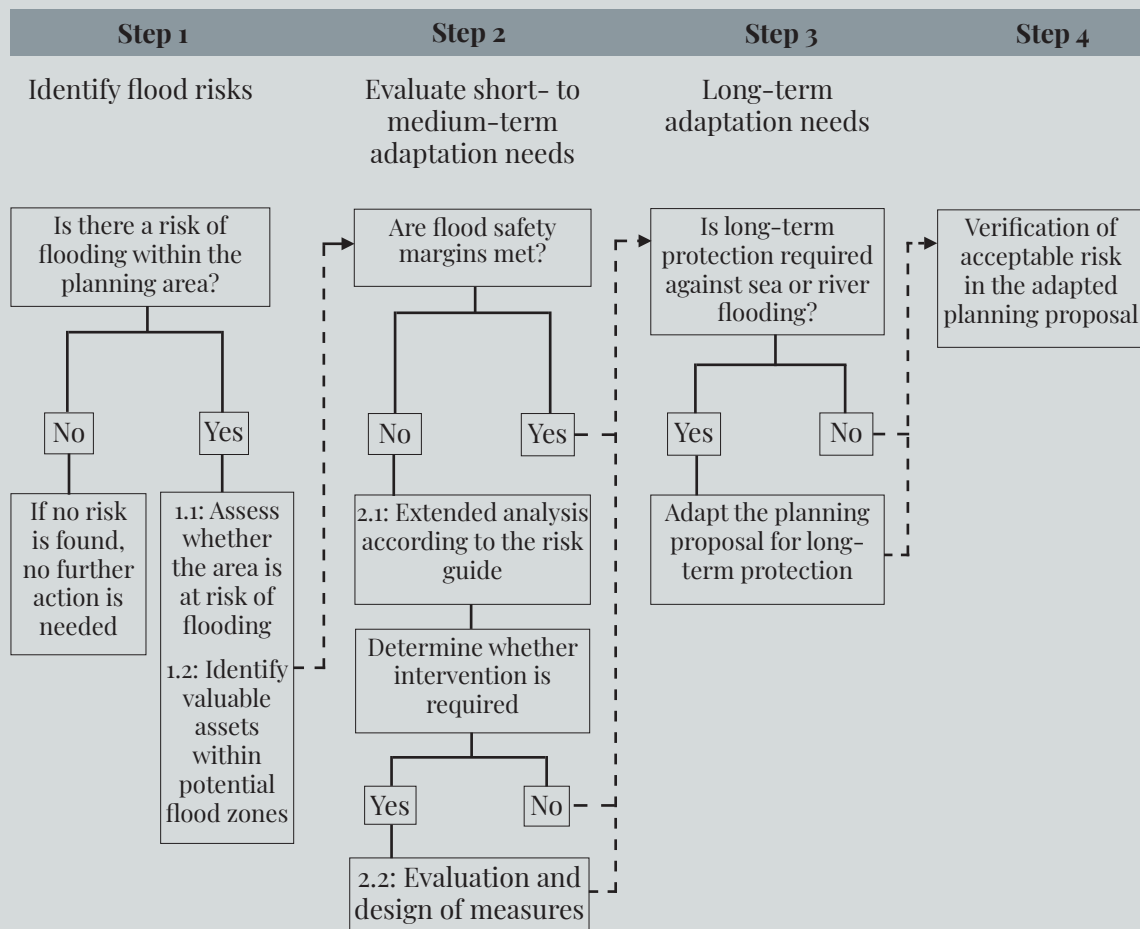 Step 1
Step 2
Step 3
Step 4
Identify flood risks
Evaluate short- to
medium-term
adaptation needs
Long-term
adaptation needs
Is there a risk of
flooding within the
planning area?
No
Yes
If no risk
is found,
no further
action is
needed
1.1: Assess
whether
the area is
at risk of
flooding
1.2: Identify
valuable
assets
within
potential
flood zones
Are flood safety
margins met?
No
Yes
2.1: Extended analysis
according to the risk
guide
Determine whether
intervention is
required
Yes
No
2.2: Evaluation and
design of measures
Is long-term
protection required
against sea or river
flooding?
Yes
No
Adapt the planning
proposal for long-
term protection
Verification of
acceptable risk
in the adapted
planning proposal